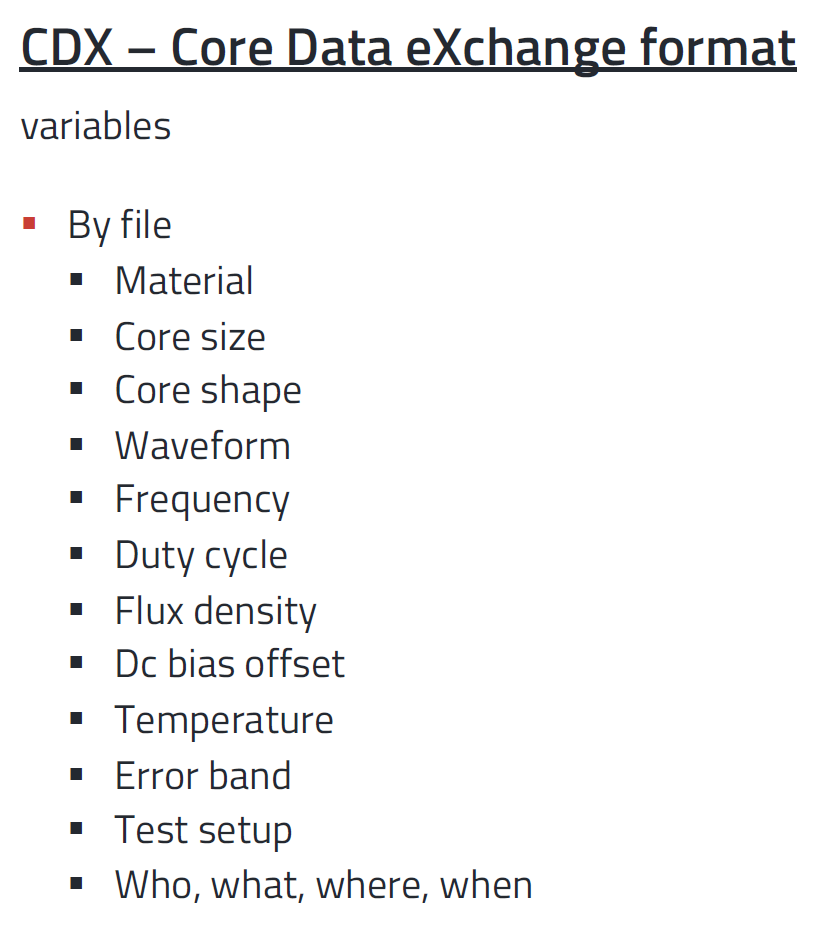 CDX – Core Data eXchange format
variables
By file
Material
Core size
Core shape
Waveform
Frequency
Duty cycle
Flux density
Dc bias offset
Temperature
Error band
Test setup
Who, what, where, when